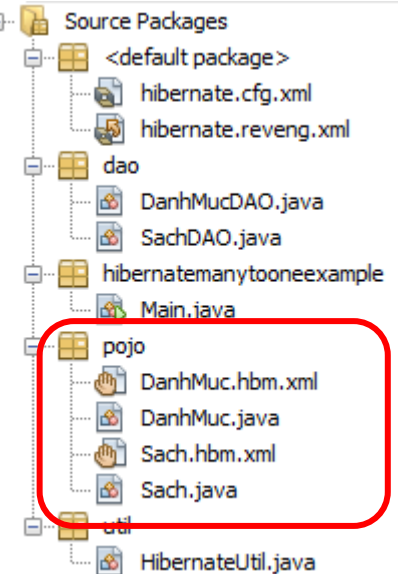 Source Packages
<default package>
hibernate.cfg.xml
hibernate.reveng.xml
dao
DanhMucDAO.java
SachDAO.java
hibernatemanytooneexample
Main.java
pojo
DanhMuc.hbm.xml
DanhMuc.java
Sach.hbm.xml
Sach.java
util
HibernateUtil.java